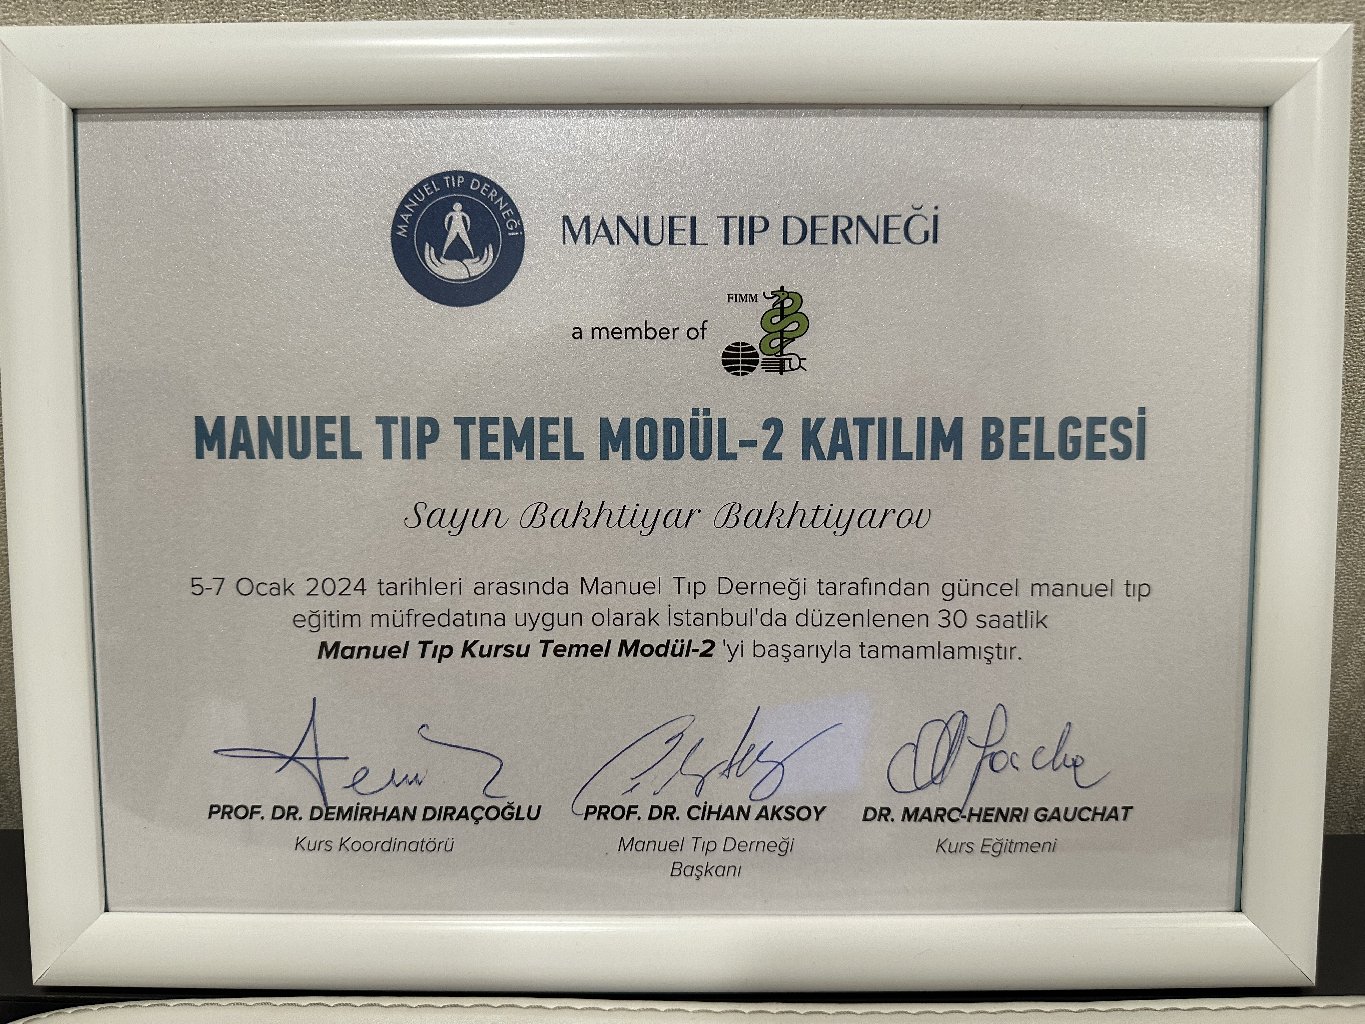 MANUEL TIP DERNEĞİ
MANUEL TIP DERNEĞİ
FIMM
a member of
MANUEL TIP TEMEL MODÜL-2 KATILIM BELGESİ
Sayın Bakhtiyar Bakhtiyarov
5-7 Ocak 2024 tarihleri arasında Manuel Tıp Derneği tarafından güncel manuel tıp
eğitim müfredatına uygun olarak İstanbul'da düzenlenen 30 saatlik
Manuel Tıp Kursu Temel Modül-2 'yi başarıyla tamamlamıştır.
PROF. DR. DEMİRHAN DIRAÇOĞLU
Kurs Koordinatörü
PROF. DR. CİHAN AKSOY
Manuel Tıp Derneği
Başkanı
DR. MARC-HENRI GAUCHAT
Kurs Eğitmeni